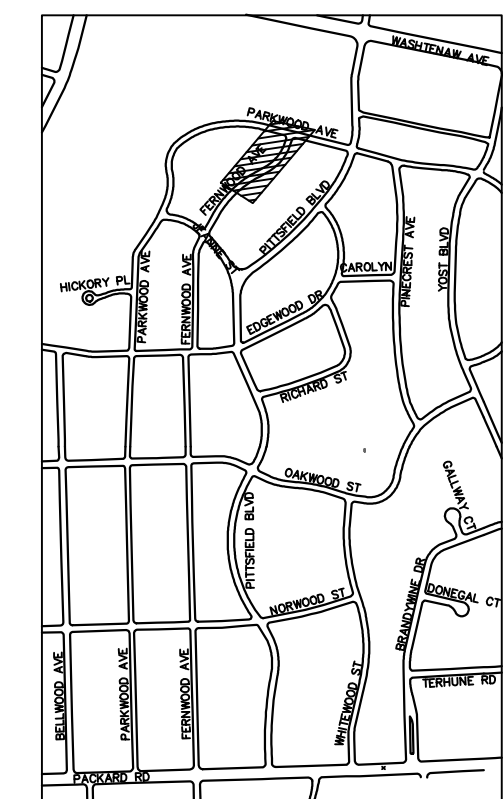 WASHTENAW AVE
PARKWOOD AVE
FERNWOOD AVE
PITTSFIELD BLVD
HICKORY PL
PARKWOOD AVE
FERNWOOD AVE
CAROLYN
PINECREST AVE
YOST BLVD
EDGEWOOD DR
RICHARD ST
OAKWOOD ST
GALLWAY CT
PITTSFIELD BLVD
BRANDYWINE DR
DONEGAL CT
NORWOOD ST
BELLWOOD AVE
PARKWOOD AVE
FERNWOOD AVE
WHITEWOOD ST
TERHUNE RD
PACKARD RD